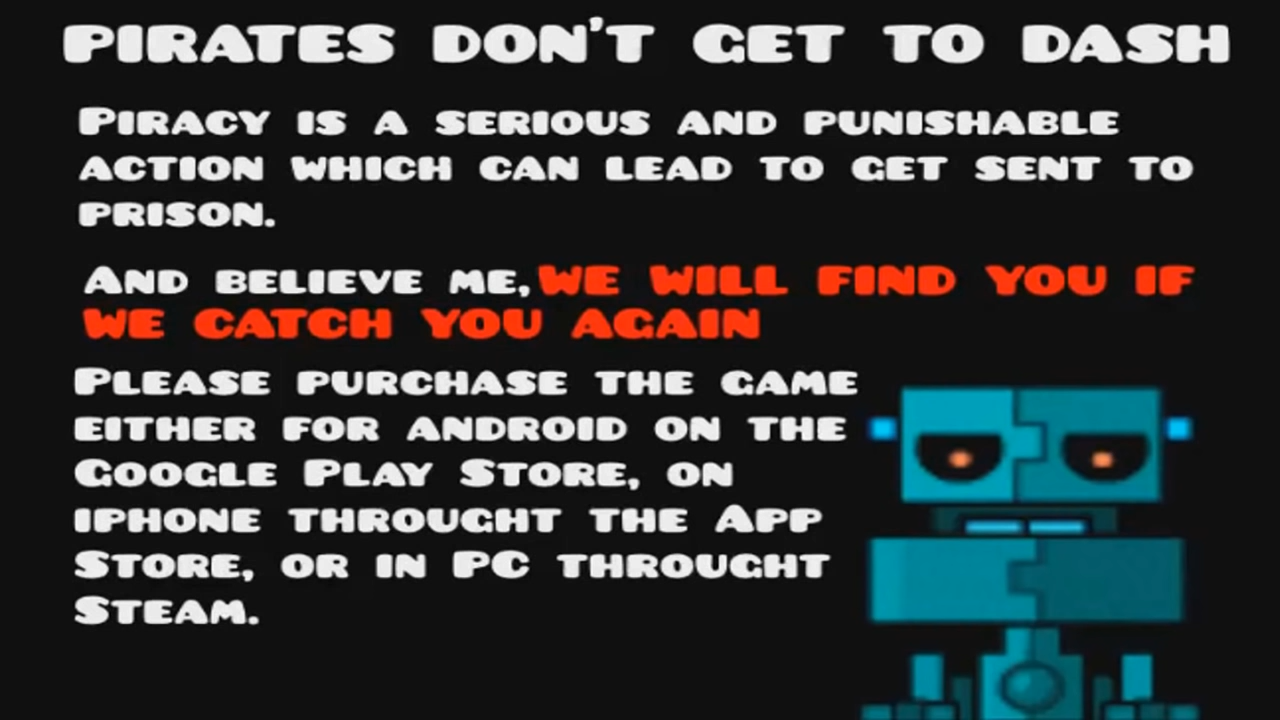 PIRATES DON'T GET TO DASH
PIRACY IS A SERIOUS AND PUNISHABLE
ACTION WHICH CAN LEAD TO GET SENT TO
PRISON.
AND BELIEVE ME, WE WILL FIND YOU IF
WE CATCH YOU AGAIN
PLEASE PURCHASE THE GAME
EITHER FOR ANDROID ON THE
GOOGLE PLAY STORE, ON
IPHONE THROUGHT THE APP
STORE, OR IN PC THROUGHT
STEAM.